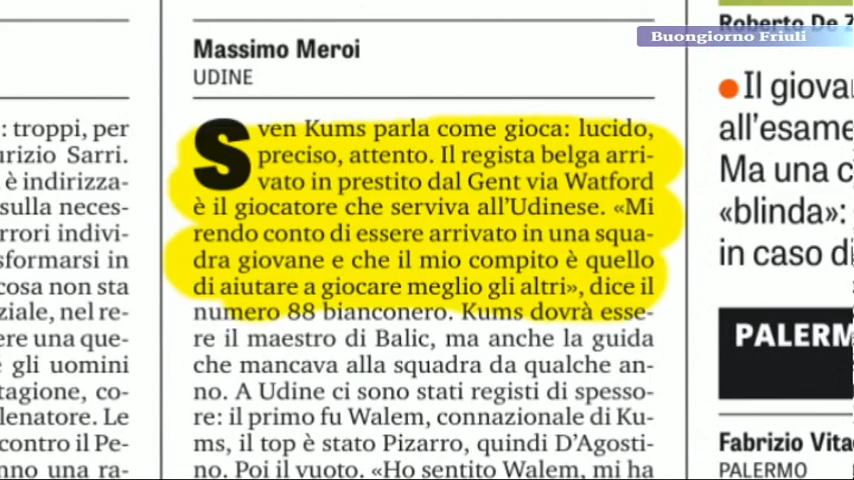 Buongiorno Friuli
: troppi, per
urizio Sarri.
è indirizza-
sulla neces-
errori indivi-
sformarsi in
cosa non sta
ziale, nel re-
ere una que-
gli uomini
tagione, co-
lenatore. Le
contro il Pe-
nno una ra-
Massimo Meroi
UDINE
Sven Kums parla come gioca: lucido,
preciso, attento. Il regista belga arri-
vato in prestito dal Gent via Watford
è il giocatore che serviva all'Udinese. «Mi
rendo conto di essere arrivato in una squa-
dra giovane e che il mio compito è quello
di aiutare a giocare meglio gli altri», dice il
numero 88 bianconero. Kums dovrà esse-
re il maestro di Balic, ma anche la guida
che mancava alla squadra da qualche an-
no. A Udine ci sono stati registi di spesso-
re: il primo fu Walem, connazionale di Ku-
ms, il top è stato Pizarro, quindi D'Agosti-
no. Poi il vuoto. «Ho sentito Walem, mi ha
Roberto De Z
Il giova
all'esame
Ma una c
«blinda»:
in caso di
PALERM
Fabrizio Vita
PALERMO